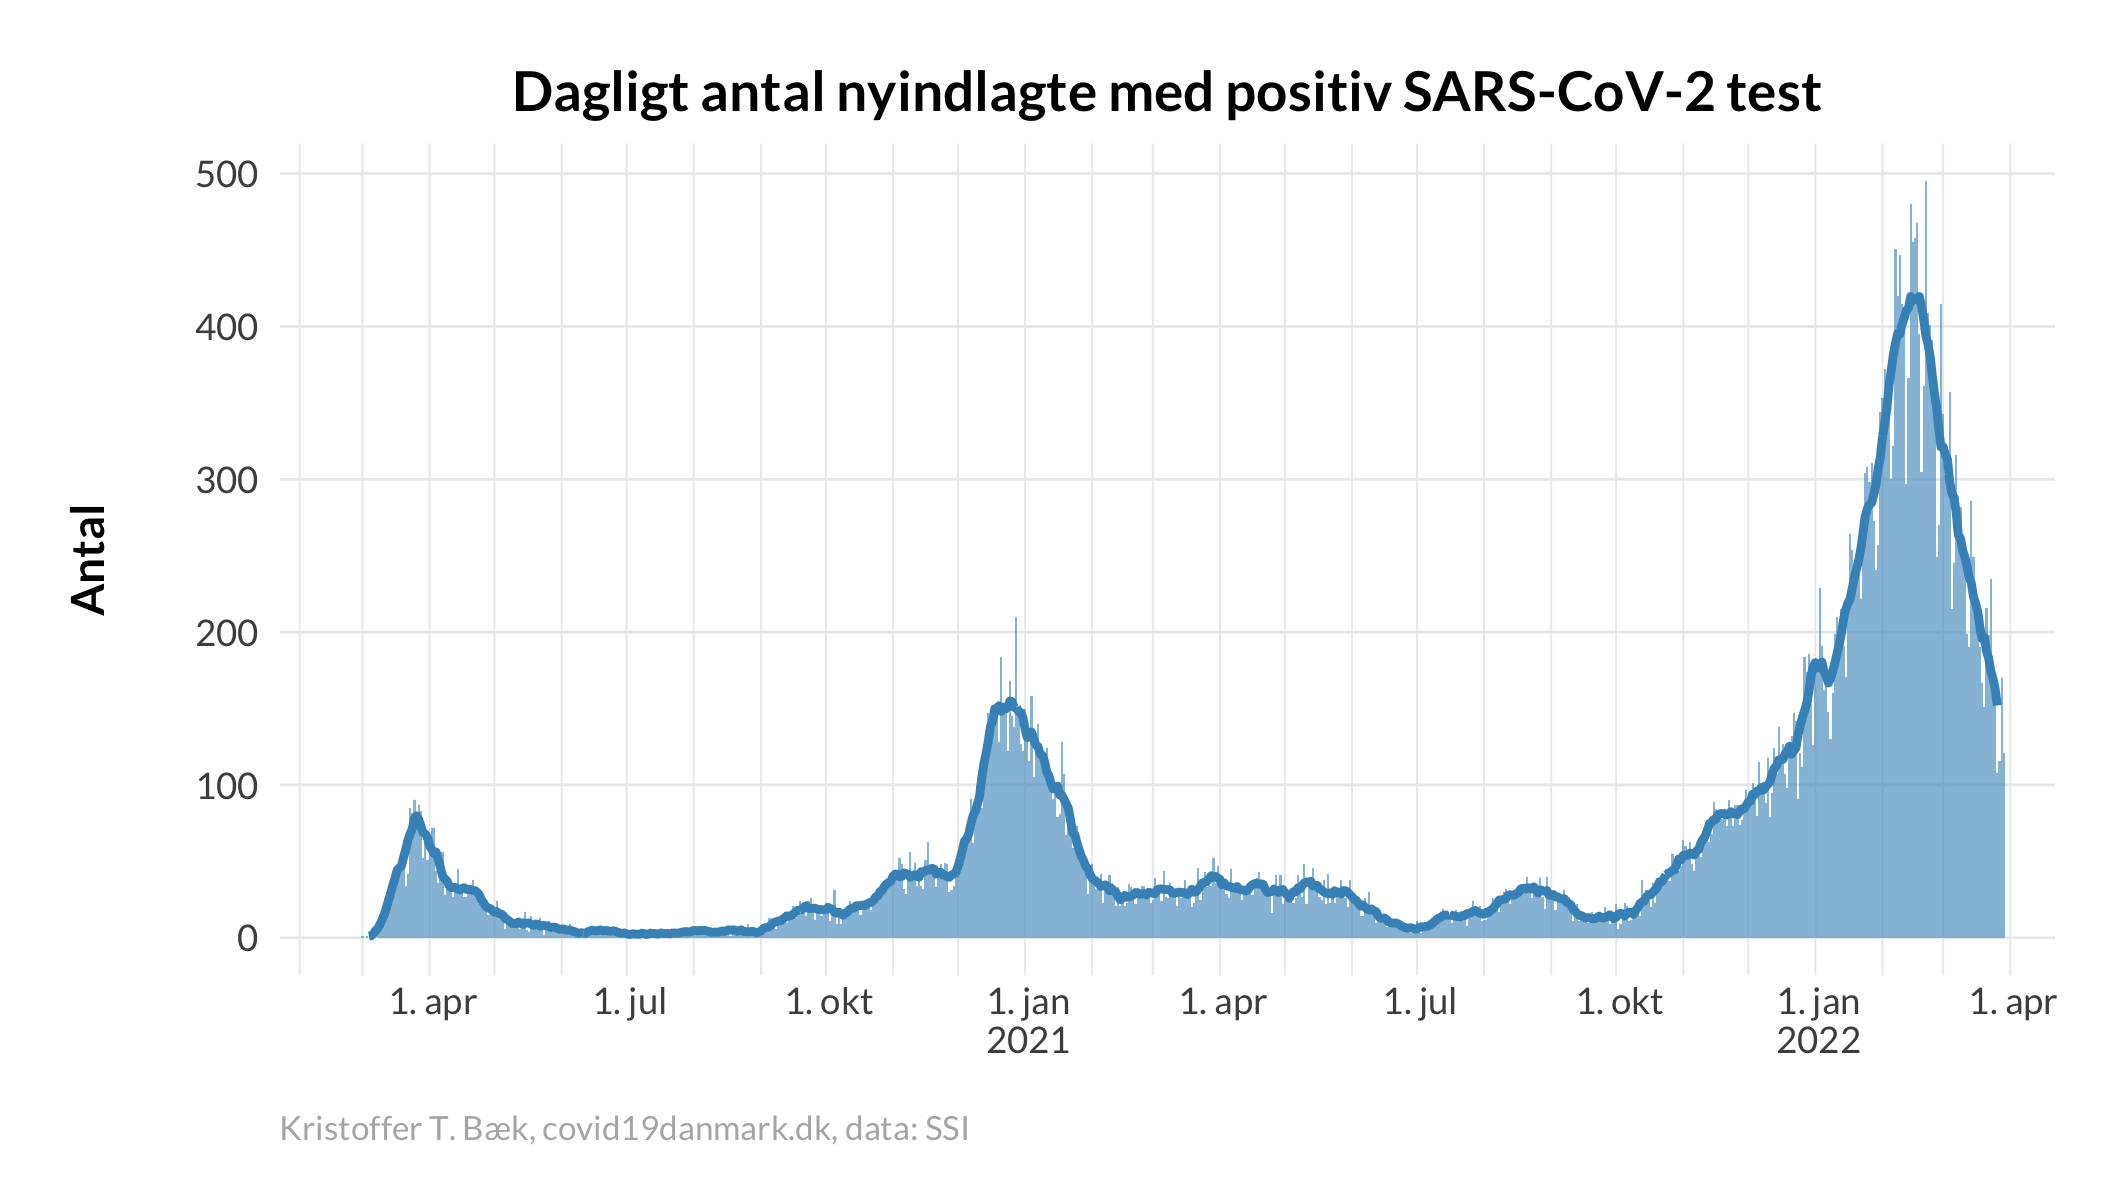 Dagligt antal nyindlagte med positiv SARS-CoV-2 test
Antal
500
400
300
200
100
0
1. apr
1. jul
1. okt
1. jan
2021
1. apr
1. jul
1. okt
1. jan
2022
1. apr
Kristoffer T. Bæk, covid19danmark.dk, data: SSI